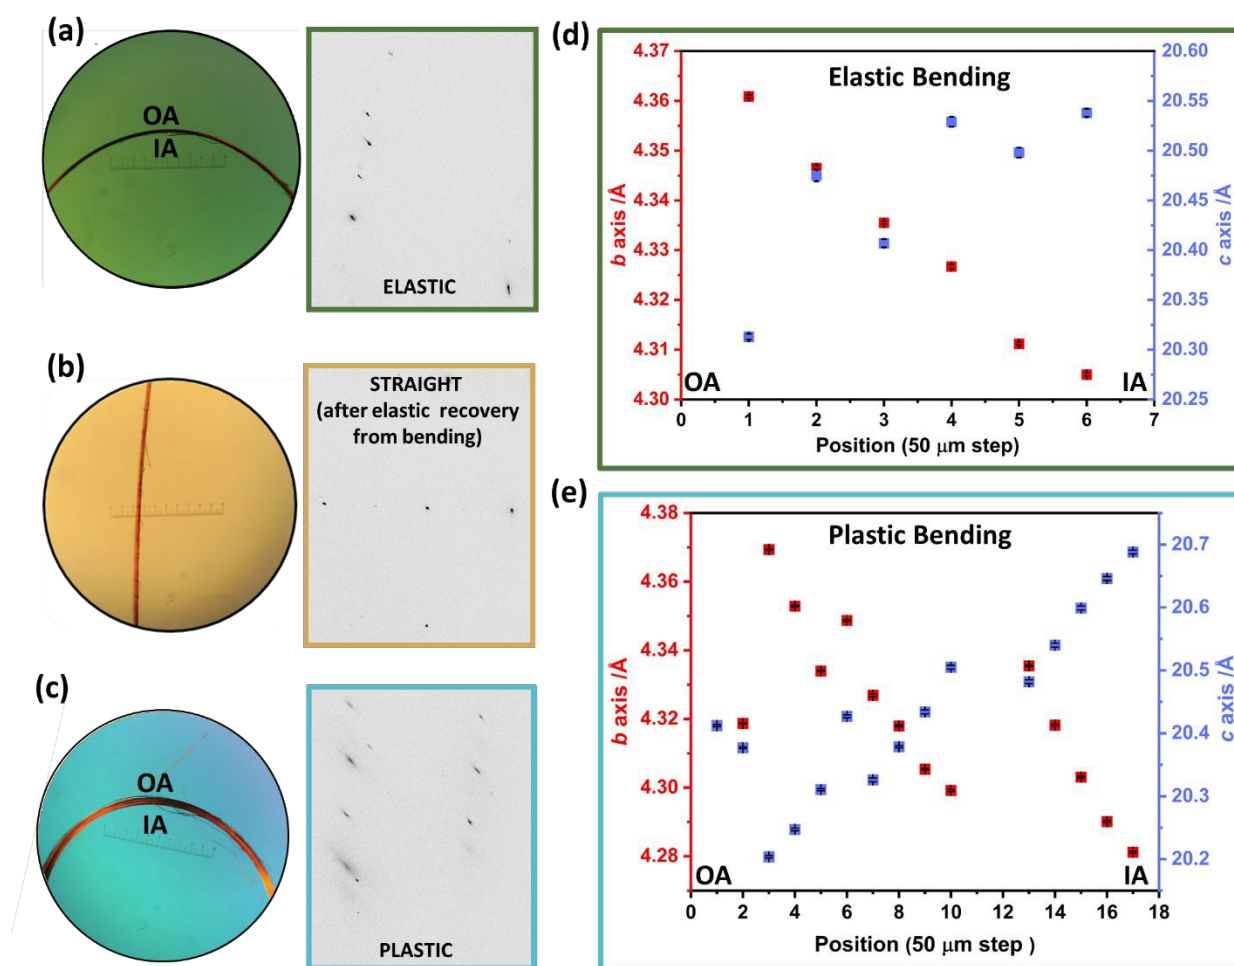 (a)
OA
IA
ELASTIC
(b)
STRAIGHT
(after elastic recovery
from bending)
(c)
OA
IA
PLASTIC
(d)
Elastic Bending
4.37
4.36
4.35
4.34
4.33
4.32
4.31
4.30
b axis /Å
20.60
20.55
20.50
20.45
20.40
20.35
20.30
20.25
c axis /Å
OA
IA
0 1 2 3 4 5 6 7
Position (50 μm step)
(e)
Plastic Bending
4.38
4.36
4.34
4.32
4.30
4.28
b axis /Å
20.7
20.6
20.5
20.4
20.3
20.2
c axis /Å
OA
IA
0 2 4 6 8 10 12 14 16 18
Position (50 μm step )